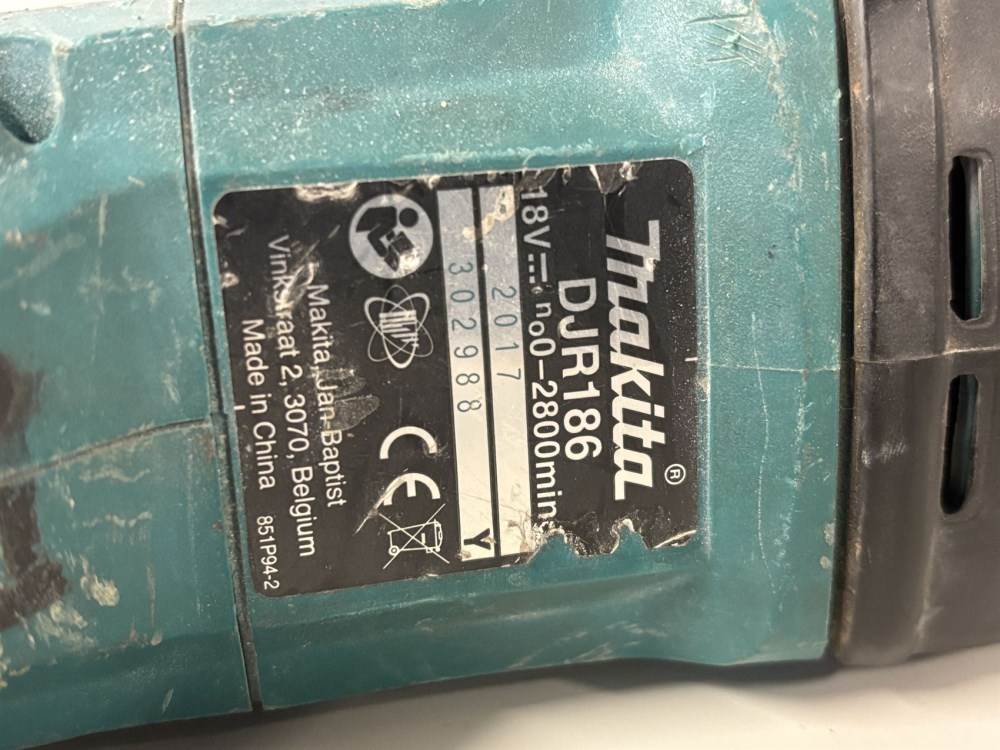 makita®
DJR186
18V⎓ n₀0-2800min
2017
302988 Y
CE
Makita, Jan-Baptist
Vinkstraat 2, 3070, Belgium
Made in China 851P94-2